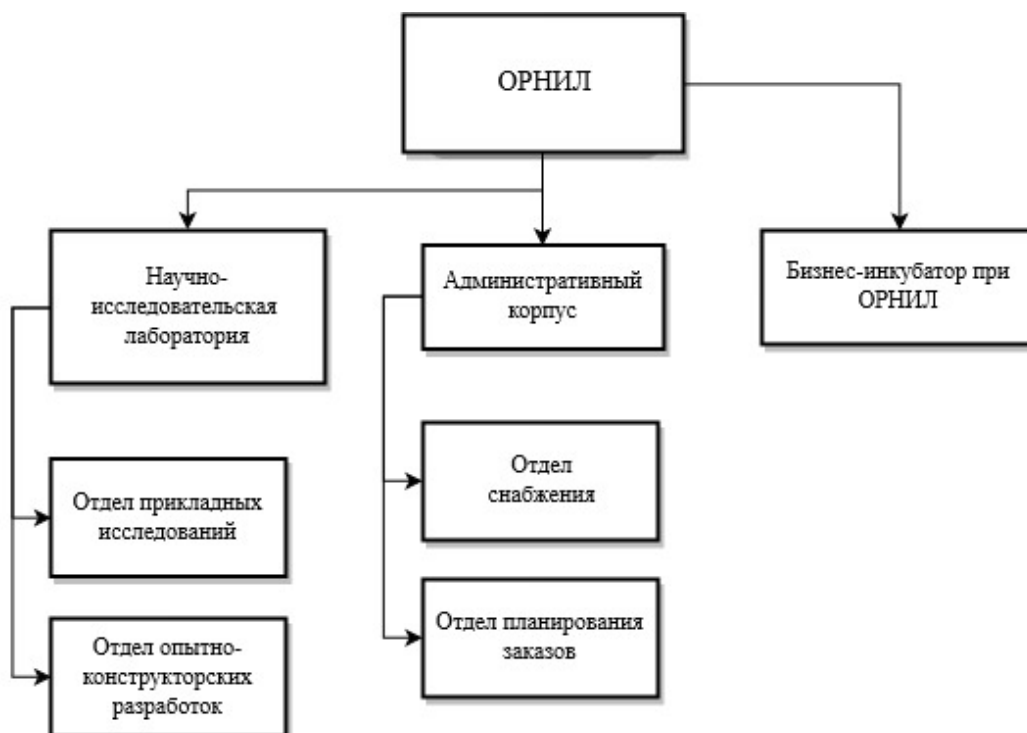 ОРНИЛ
Научно-
исследовательская
лаборатория
Административный
корпус
Бизнес-инкубатор при
ОРНИЛ
Отдел прикладных
исследований
Отдел
снабжения
Отдел опытно-
конструкторских
разработок
Отдел планирования
заказов